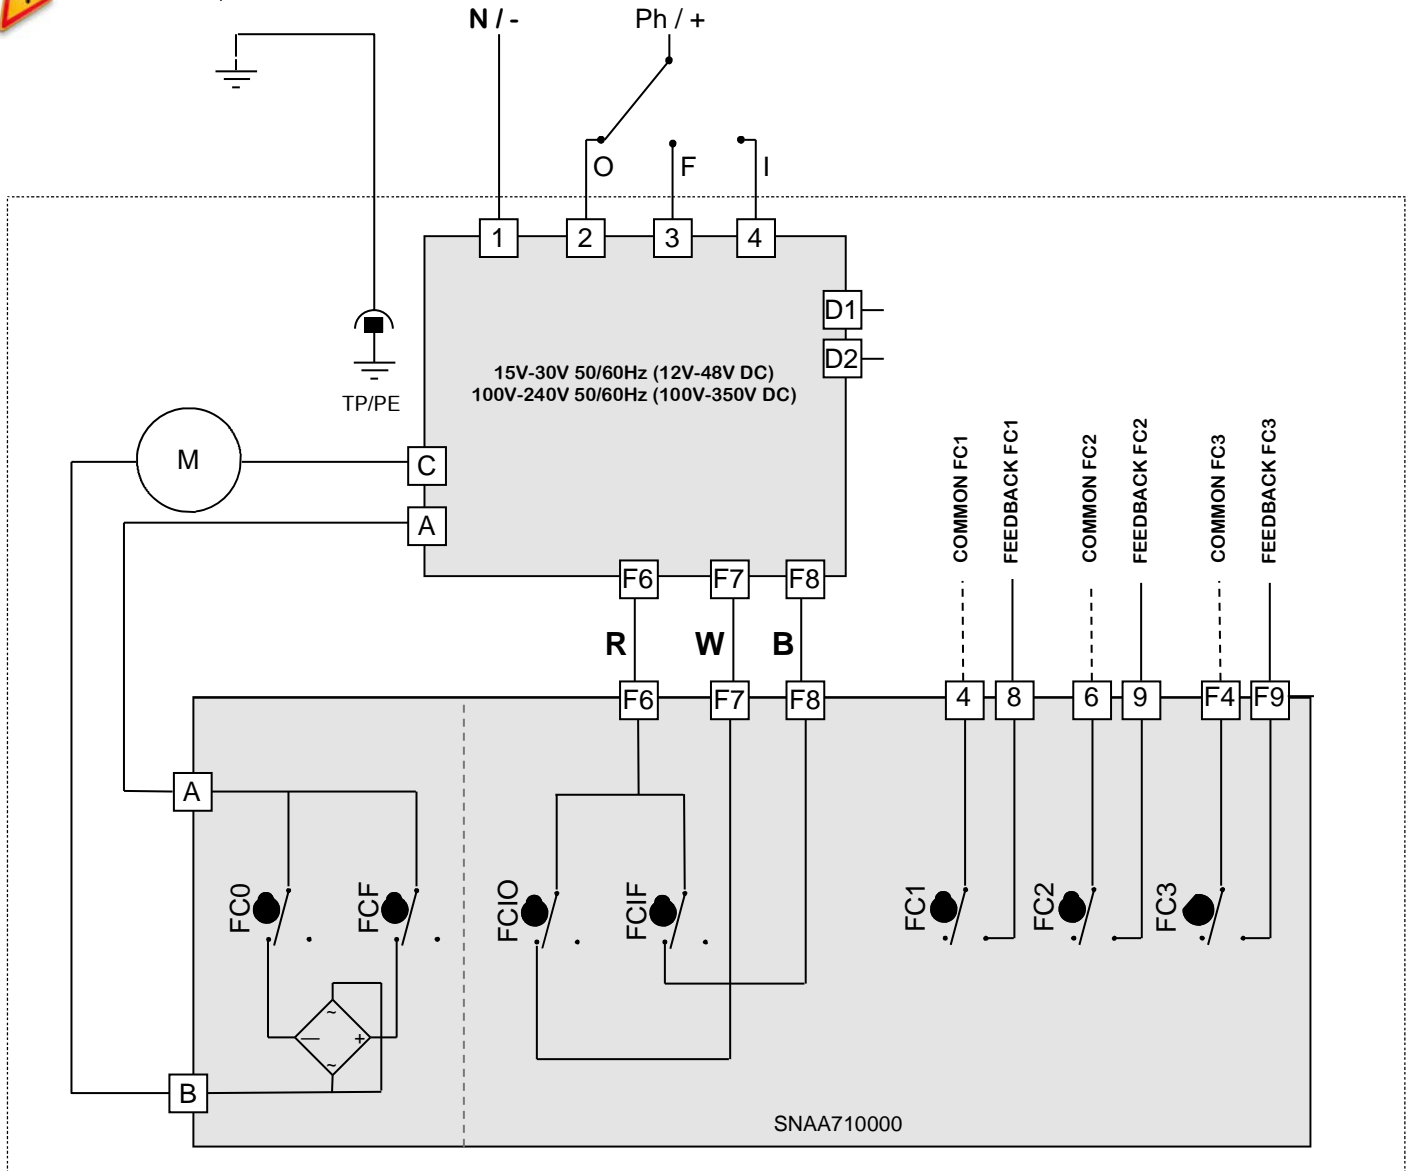 N / -
Ph / +
O
F
I
1
2
3
4
D1
D2
15V-30V 50/60Hz (12V-48V DC)
100V-240V 50/60Hz (100V-350V DC)
TP/PE
M
C
A
COMMON FC1
FEEDBACK FC1
COMMON FC2
FEEDBACK FC2
COMMON FC3
FEEDBACK FC3
F6
F7
F8
R
W
B
F6
F7
F8
4
8
6
9
F4
F9
A
FC0
FCF
FCIO
FCIF
FC1
FC2
FC3
~
— +
~
B
SNAA710000